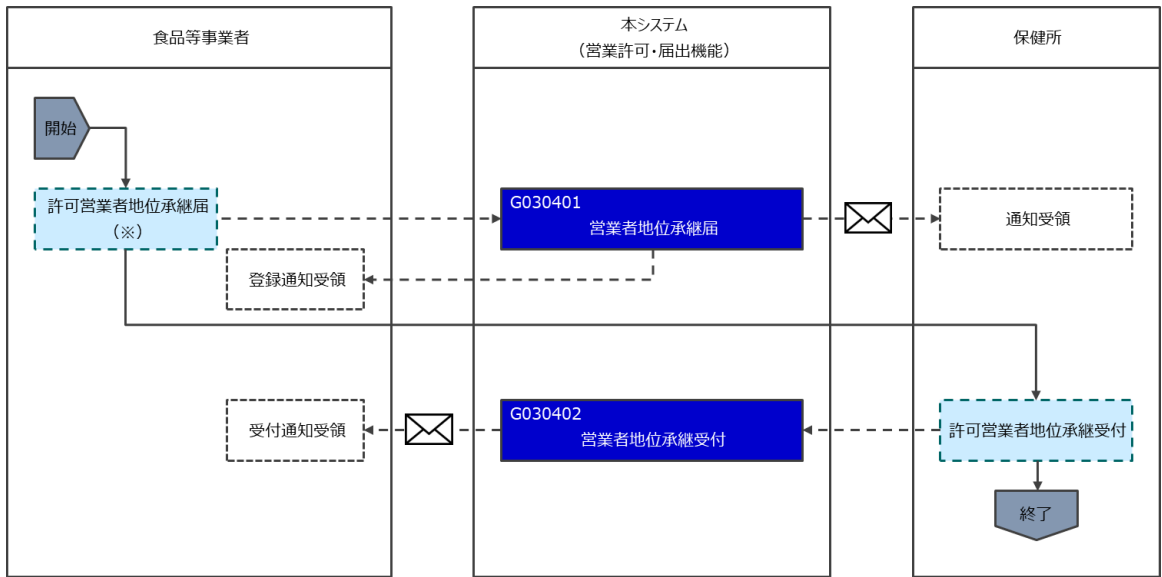 食品等事業者
本システム
（営業許可・届出機能）
保健所
開始
許可営業者地位承継届
（※）
G030401
営業者地位承継届
通知受領
登録通知受領
受付通知受領
G030402
営業者地位承継受付
許可営業者地位承継受付
終了